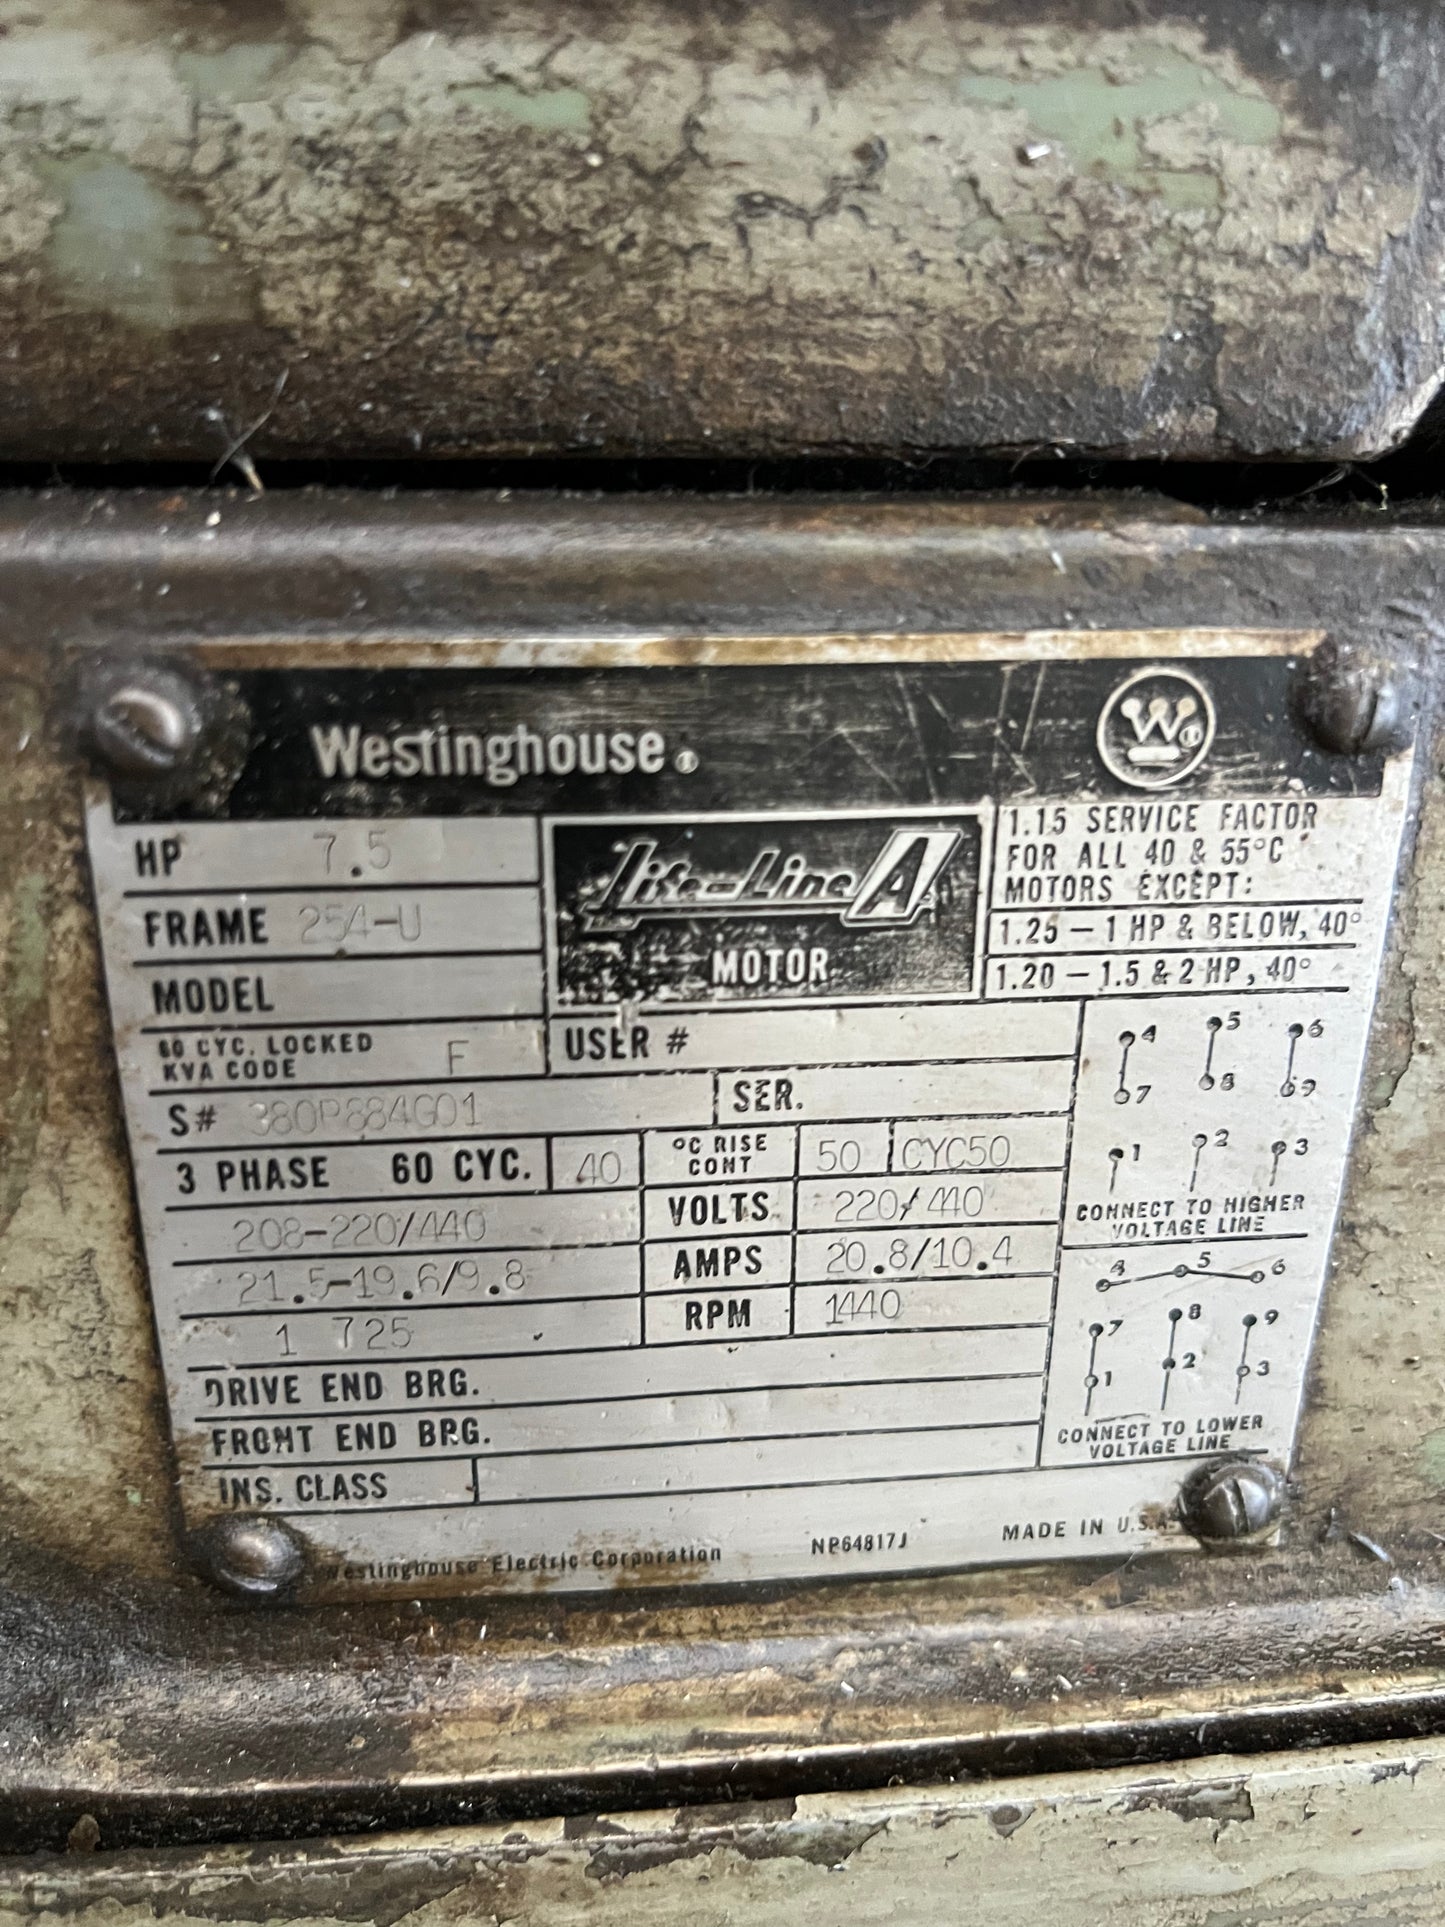 Westinghouse ®
W ®
HP 7.5
Life-Line A
MOTOR
1.15 SERVICE FACTOR
FOR ALL 40 & 55°C
MOTORS EXCEPT:
1.25 – 1 HP & BELOW, 40°
1.20 – 1.5 & 2 HP, 40°
FRAME 254-U
MODEL
60 CYC. LOCKED
KVA CODE F
USER #
S# 380P884G01 SER.
3 PHASE 60 CYC. 40 °C RISE
CONT 50 CYC50
208-220/440 VOLTS 220/440
21.5-19.6/9.8 AMPS 20.8/10.4
1 725 RPM 1440
DRIVE END BRG.
FRONT END BRG.
INS. CLASS
4 5 6
7 8 9
1 2 3
CONNECT TO HIGHER
VOLTAGE LINE
4 5 6
7 8 9
1 2 3
CONNECT TO LOWER
VOLTAGE LINE
Westinghouse Electric Corporation NP64817J MADE IN U.S.A.